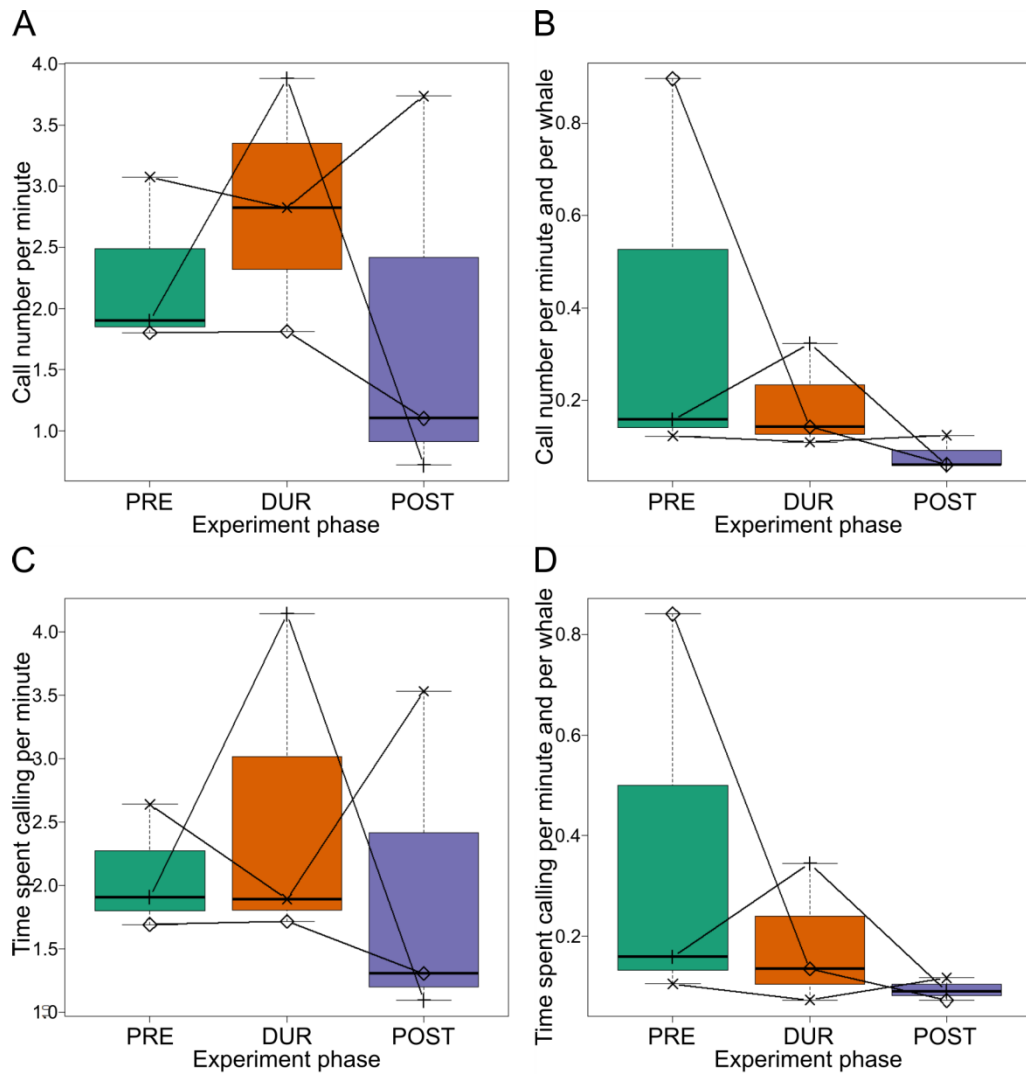 A
Call number per minute
4.0
3.5
3.0
2.5
2.0
1.5
1.0
PRE DUR POST
Experiment phase
B
Call number per minute and per whale
0.8
0.6
0.4
0.2
PRE DUR POST
Experiment phase
C
Time spent calling per minute
4.0
3.5
3.0
2.5
2.0
1.5
1.0
PRE DUR POST
Experiment phase
D
Time spent calling per minute and per whale
0.8
0.6
0.4
0.2
PRE DUR POST
Experiment phase